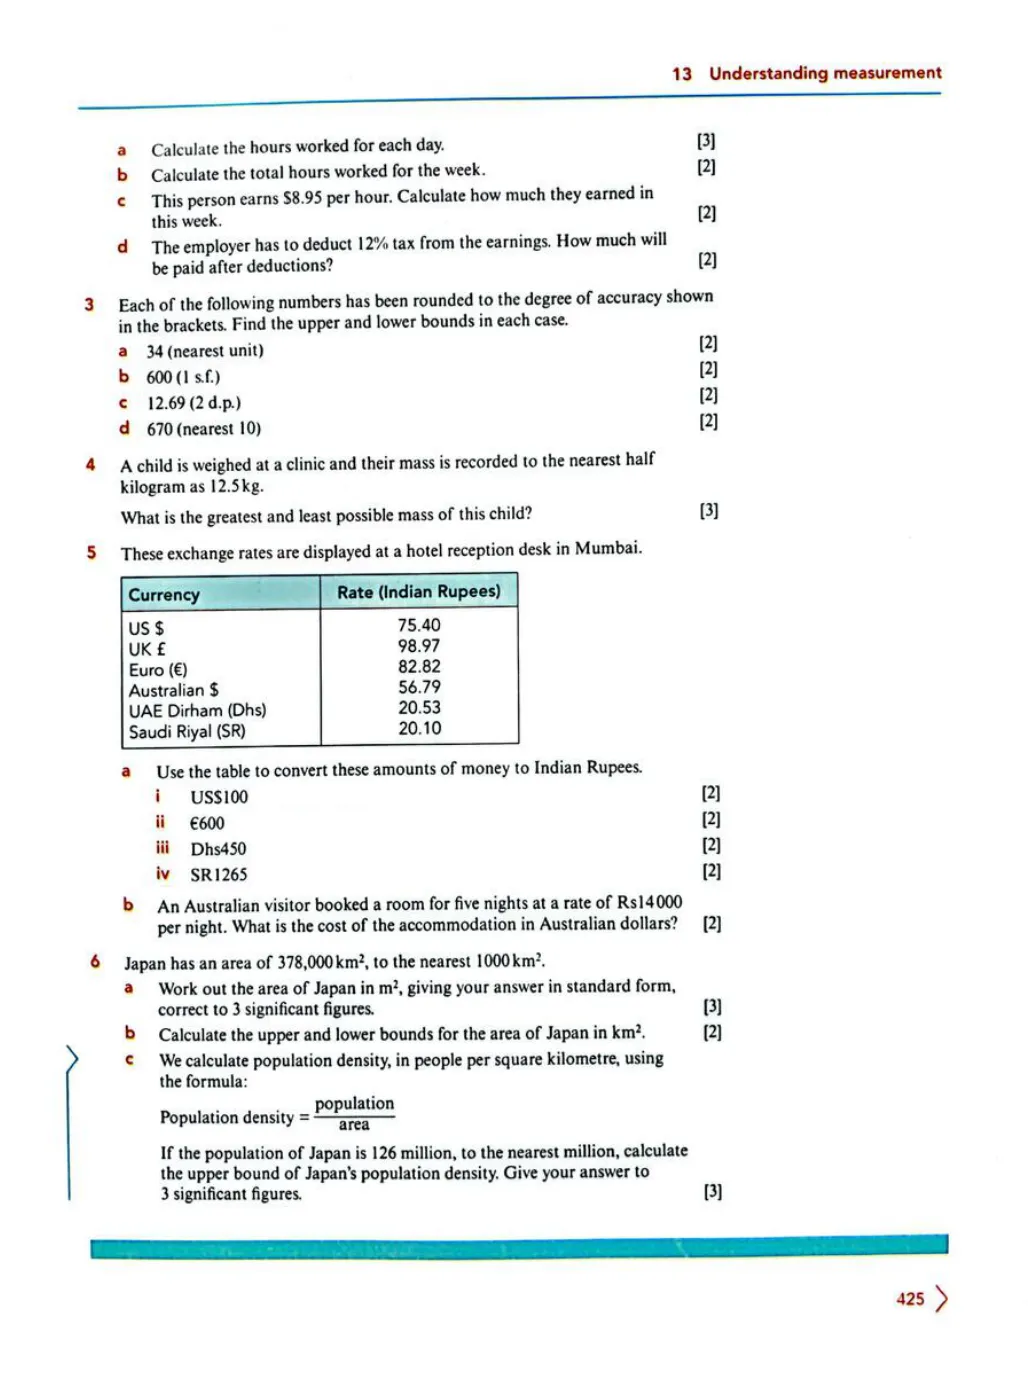 13 Understanding measurement
a Calculate the hours worked for each day. [3]
b Calculate the total hours worked for the week. [2]
c This person earns $8.95 per hour. Calculate how much they earned in
this week. [2]
d The employer has to deduct 12% tax from the earnings. How much will
be paid after deductions? [2]
3 Each of the following numbers has been rounded to the degree of accuracy shown
in the brackets. Find the upper and lower bounds in each case.
a 34 (nearest unit) [2]
b 600 (1 s.f.) [2]
c 12.69 (2 d.p.) [2]
d 670 (nearest 10) [2]
4 A child is weighed at a clinic and their mass is recorded to the nearest half
kilogram as 12.5 kg.
What is the greatest and least possible mass of this child? [3]
5 These exchange rates are displayed at a hotel reception desk in Mumbai.
Currency Rate (Indian Rupees)
US $ 75.40
UK £ 98.97
Euro (€) 82.82
Australian $ 56.79
UAE Dirham (Dhs) 20.53
Saudi Riyal (SR) 20.10
a Use the table to convert these amounts of money to Indian Rupees.
i US$100 [2]
ii €600 [2]
iii Dhs450 [2]
iv SR1265 [2]
b An Australian visitor booked a room for five nights at a rate of Rs14 000
per night. What is the cost of the accommodation in Australian dollars? [2]
6 Japan has an area of 378,000 km², to the nearest 1000 km².
a Work out the area of Japan in m², giving your answer in standard form,
correct to 3 significant figures. [3]
b Calculate the upper and lower bounds for the area of Japan in km². [2]
c We calculate population density, in people per square kilometre, using
the formula:
Population density = population / area
If the population of Japan is 126 million, to the nearest million, calculate
the upper bound of Japan's population density. Give your answer to
3 significant figures. [3]
425